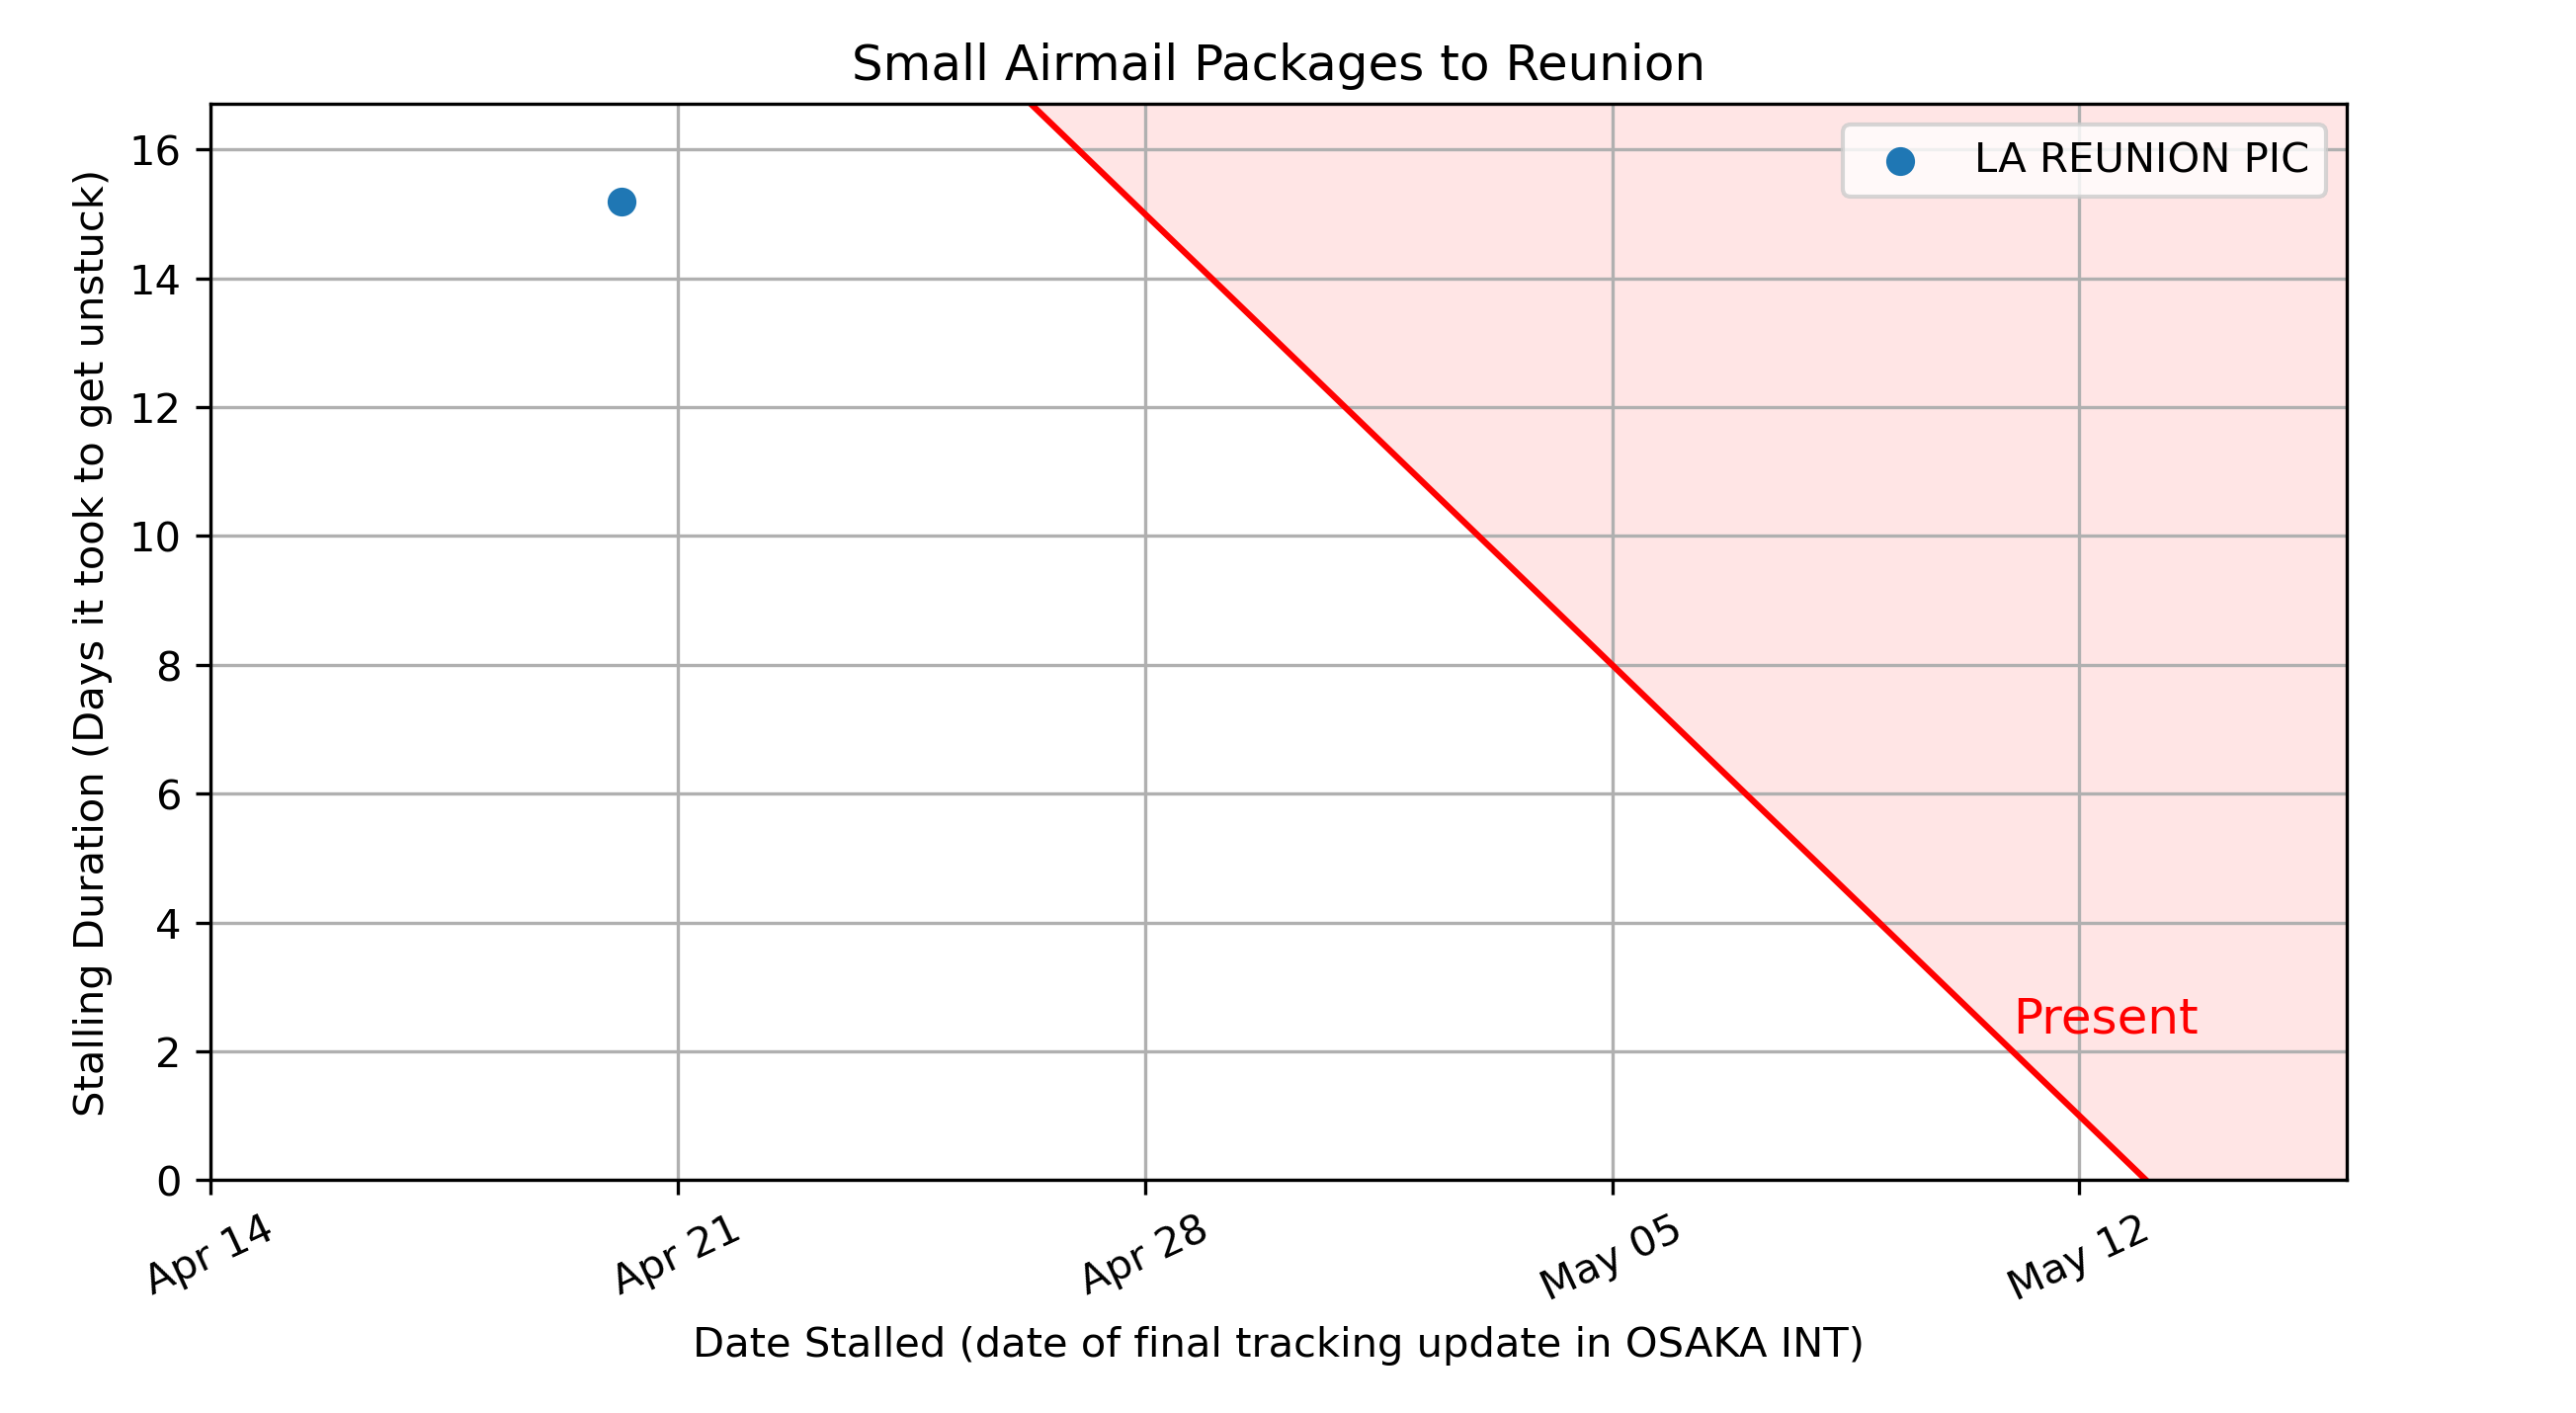 Small Airmail Packages to Reunion
LA REUNION PIC
Stalling Duration (Days it took to get unstuck)
16
14
12
10
8
6
4
2
0
Present
Apr 14
Apr 21
Apr 28
May 05
May 12
Date Stalled (date of final tracking update in OSAKA INT)